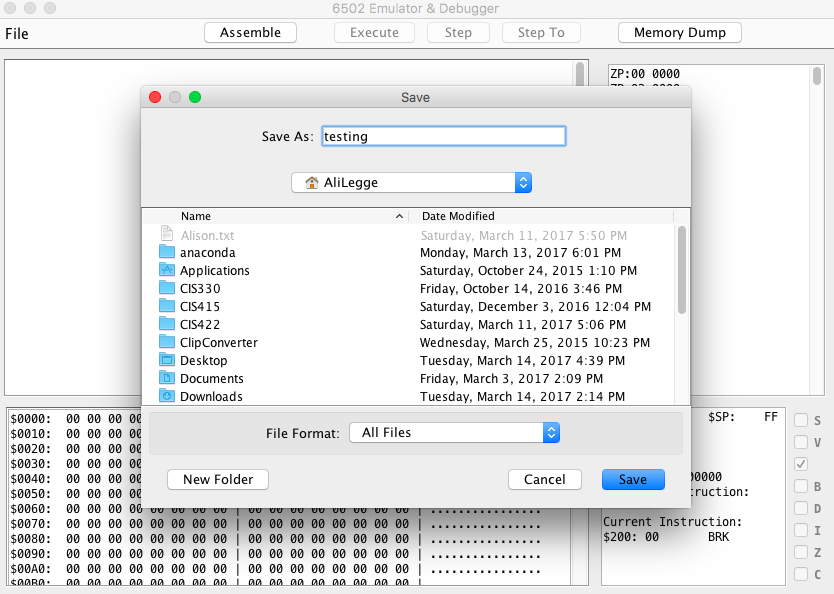 6502 Emulator & Debugger
File Assemble Execute Step Step To Memory Dump
ZP:00 0000
Save
Save As: testing
AliLegge
Name Date Modified
Alison.txt Saturday, March 11, 2017 5:50 PM
anaconda Monday, March 13, 2017 6:01 PM
Applications Saturday, October 24, 2015 1:10 PM
CIS330 Friday, October 14, 2016 3:46 PM
CIS415 Saturday, December 3, 2016 12:04 PM
CIS422 Saturday, March 11, 2017 5:06 PM
ClipConverter Wednesday, March 25, 2015 10:23 PM
Desktop Tuesday, March 14, 2017 4:39 PM
Documents Friday, March 3, 2017 2:09 PM
Downloads Tuesday, March 14, 2017 2:14 PM
File Format: All Files
New Folder Cancel Save
$0000: 00 00 00 00
$0010: 00 00 00 00
$0020: 00 00 00 00
$0030: 00 00 00 00
$0040: 00 00 00 00
$0050: 00 00 00 00
$0060: 00 00 00 00 00 00 00 00 | 00 00 00 00 00 00 00 00 | ................
$0070: 00 00 00 00 00 00 00 00 | 00 00 00 00 00 00 00 00 | ................
$0080: 00 00 00 00 00 00 00 00 | 00 00 00 00 00 00 00 00 | ................
$0090: 00 00 00 00 00 00 00 00 | 00 00 00 00 00 00 00 00 | ................
$00A0: 00 00 00 00 00 00 00 00 | 00 00 00 00 00 00 00 00 | ................
$00B0: 00 00 00 00 00 00 00 00 | 00 00 00 00 00 00 00 00 | ................
$SP: FF
00000
ruction:
Current Instruction:
$200: 00 BRK
S
V
B
D
I
Z
C